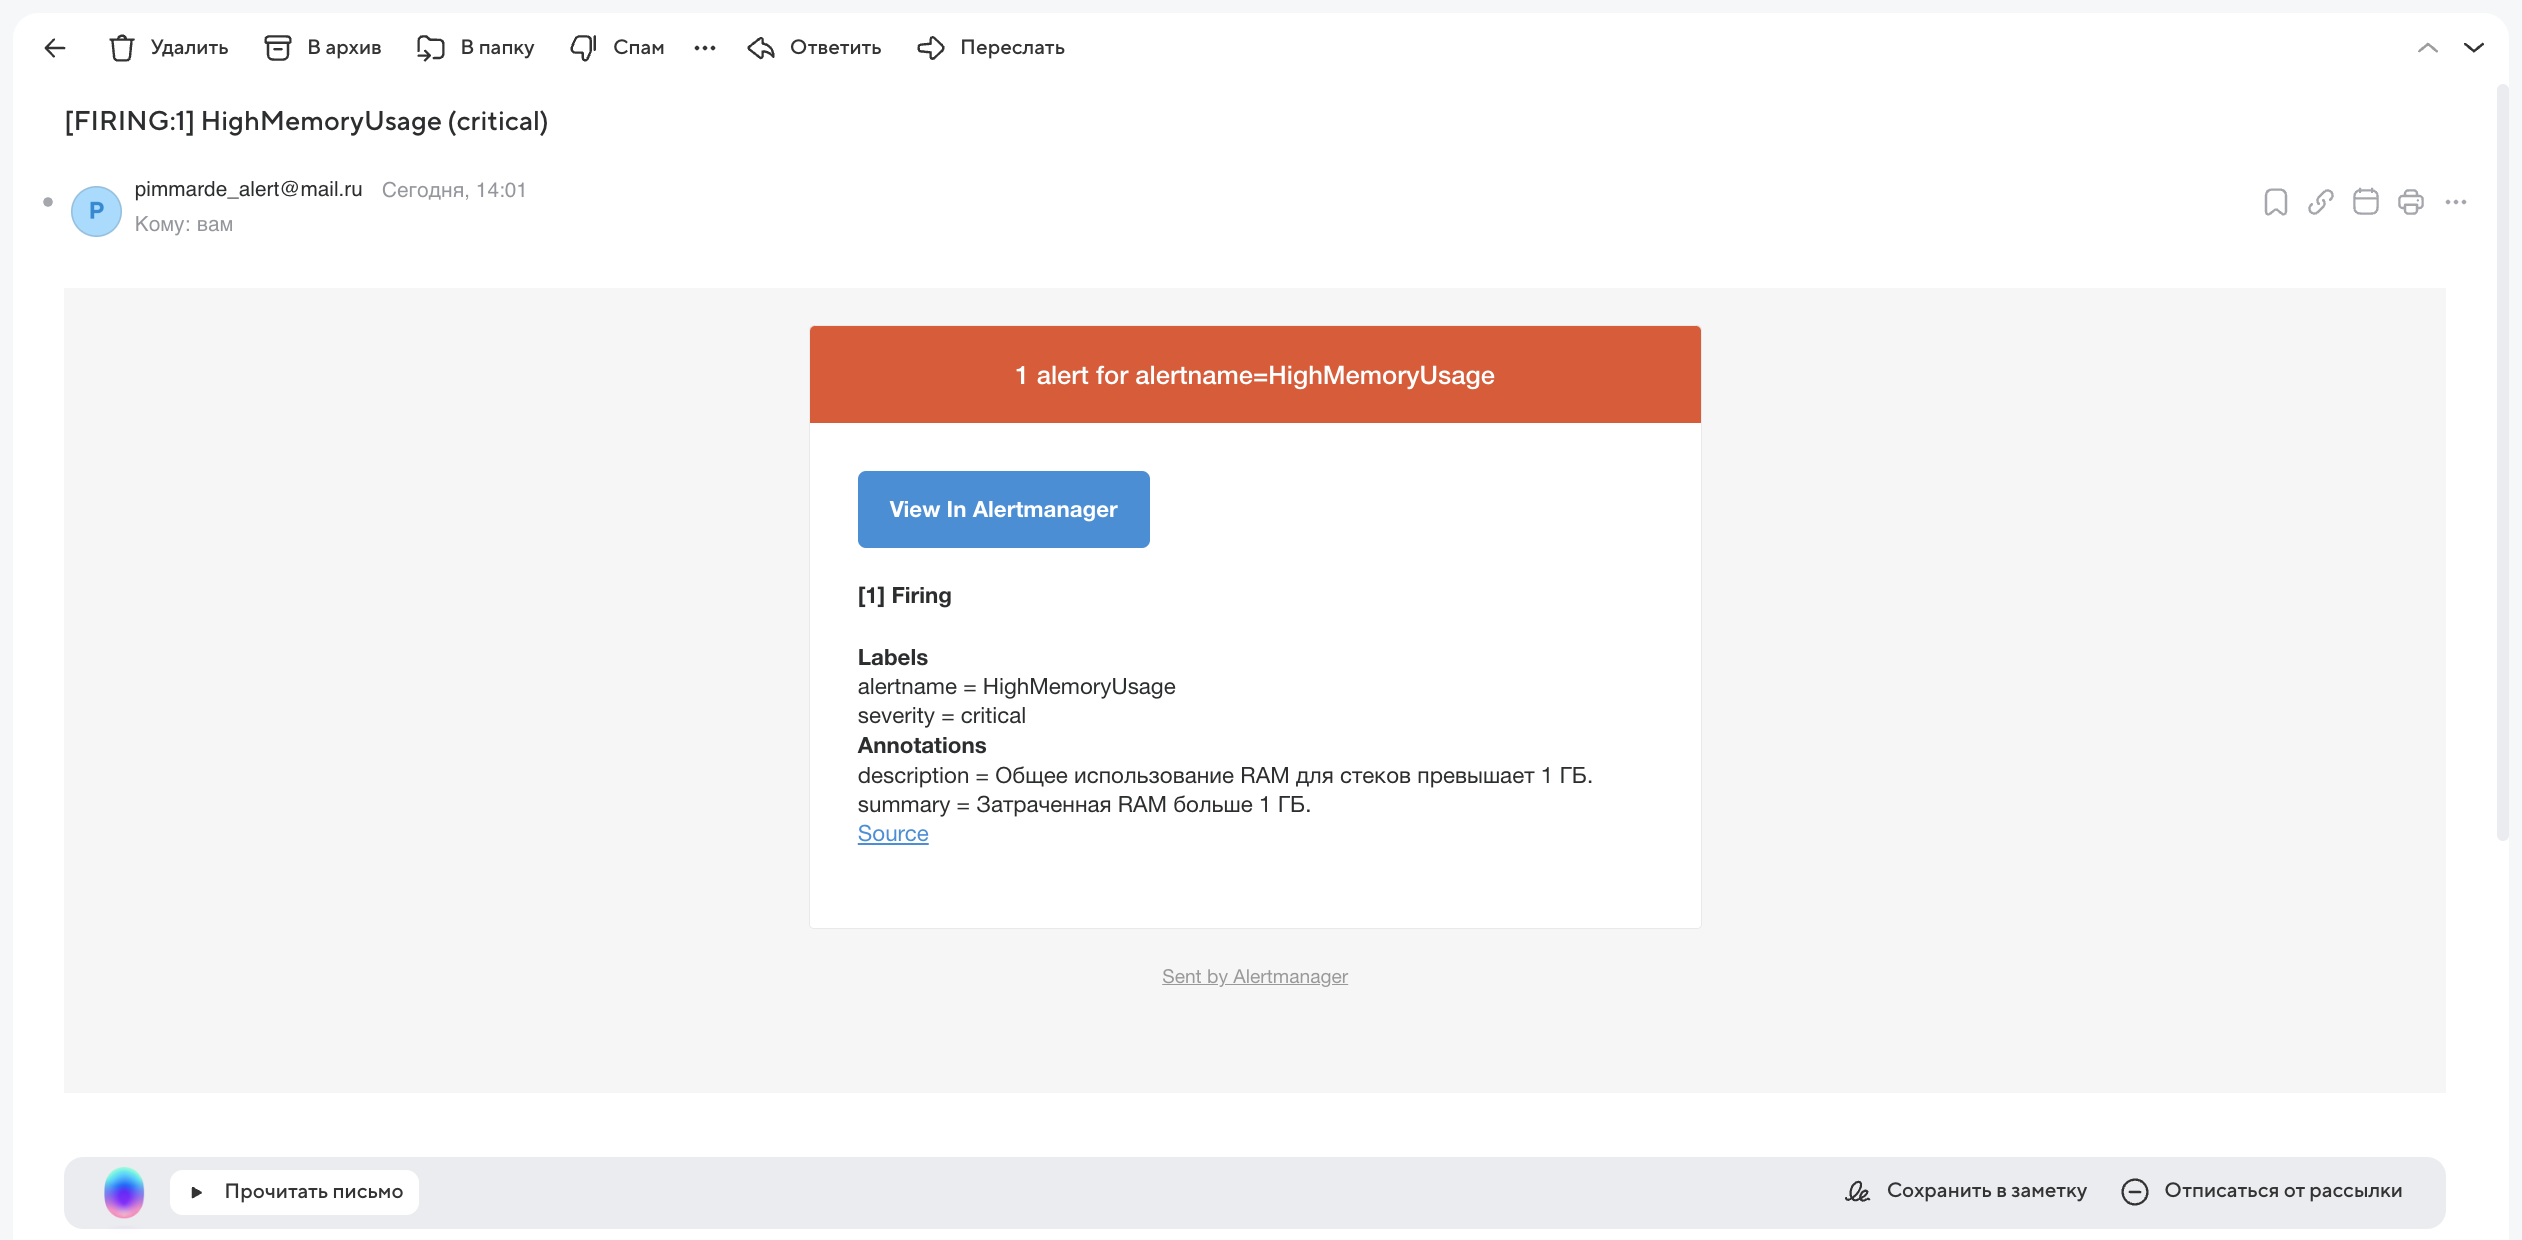 Удалить В архив В папку Спам Ответить Переслать
[FIRING:1] HighMemoryUsage (critical)
P
pimmarde_alert@mail.ru Сегодня, 14:01
Кому: вам
1 alert for alertname=HighMemoryUsage
View In Alertmanager
[1] Firing
Labels
alertname = HighMemoryUsage
severity = critical
Annotations
description = Общее использование RAM для стеков превышает 1 ГБ.
summary = Затраченная RAM больше 1 ГБ.
Source
Sent by Alertmanager
Прочитать письмо Сохранить в заметку Отписаться от рассылки